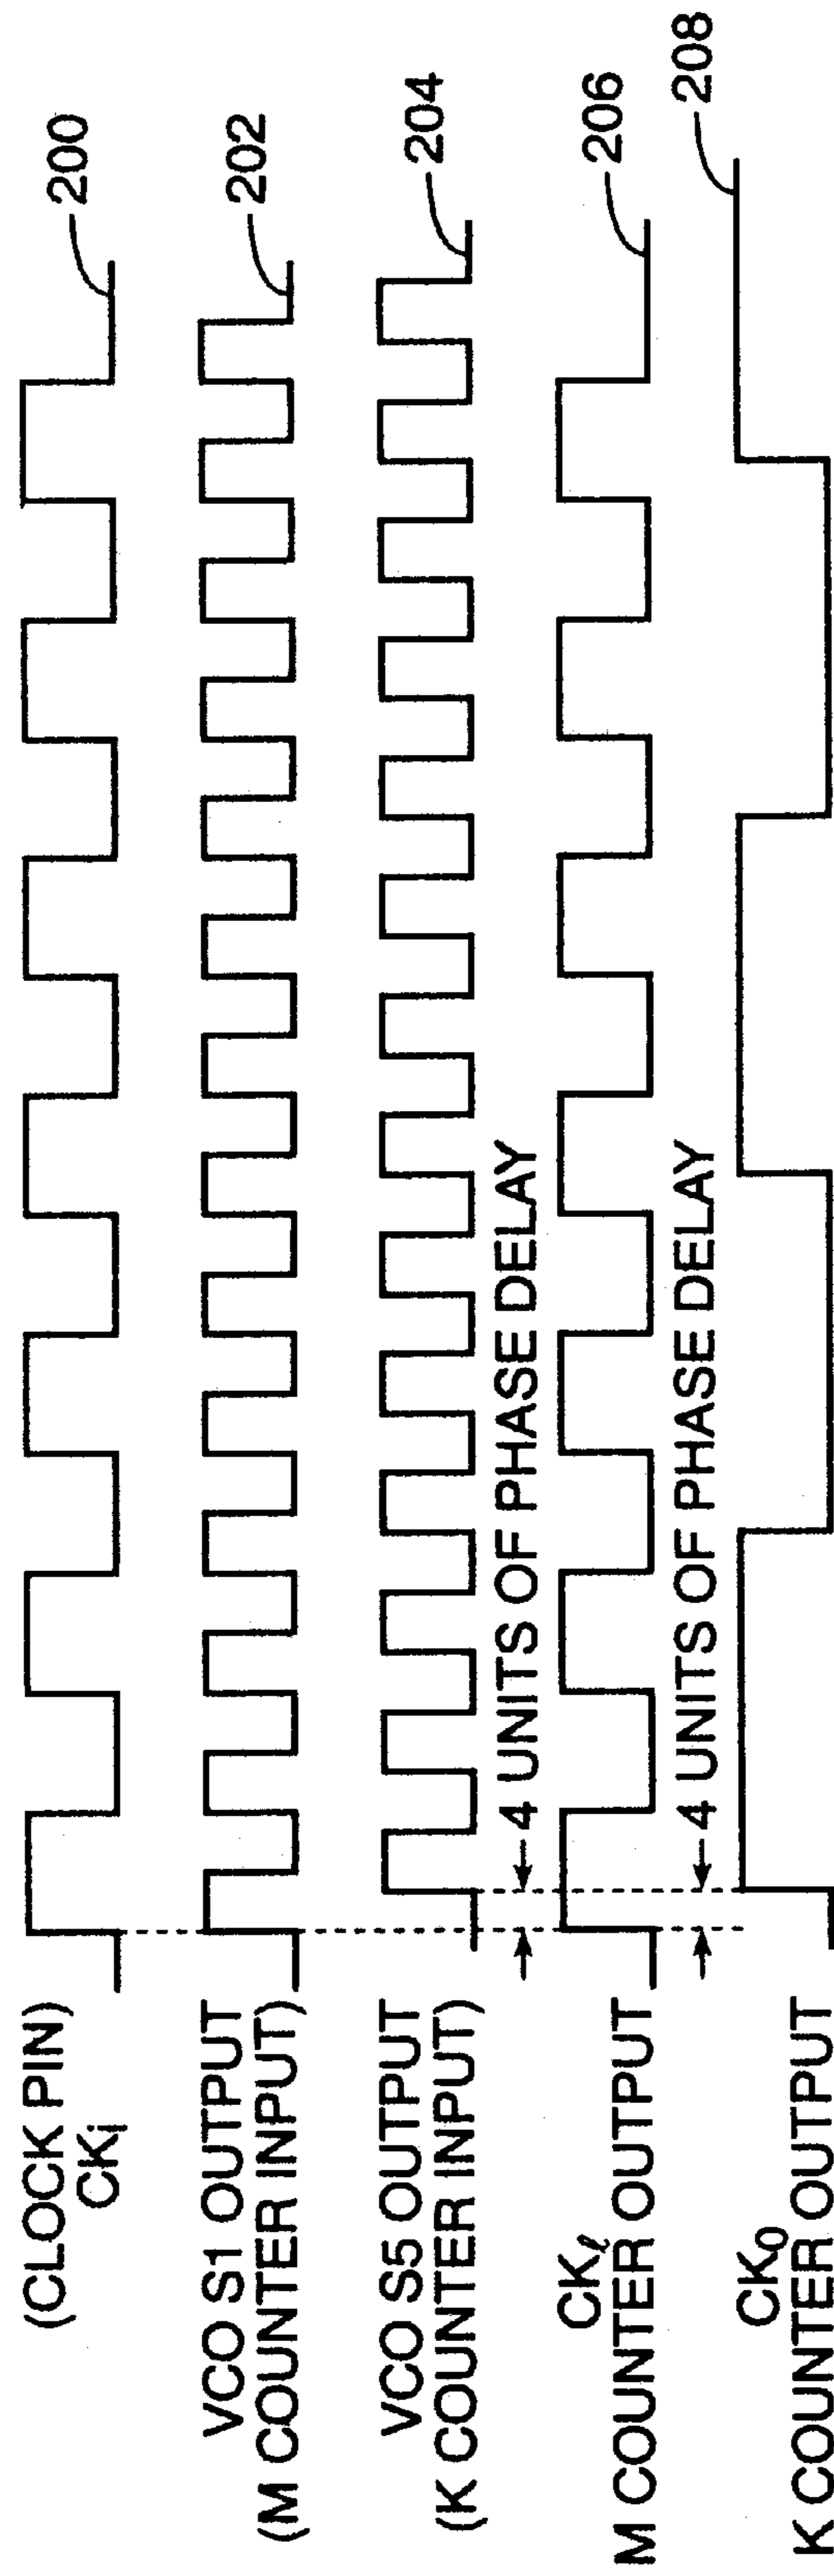 (CLOCK PIN)
CKi
200
VCO S1 OUTPUT
(M COUNTER INPUT)
202
VCO S5 OUTPUT
(K COUNTER INPUT)
204
4 UNITS OF PHASE DELAY
CKℓ
M COUNTER OUTPUT
206
4 UNITS OF PHASE DELAY
CK0
K COUNTER OUTPUT
208